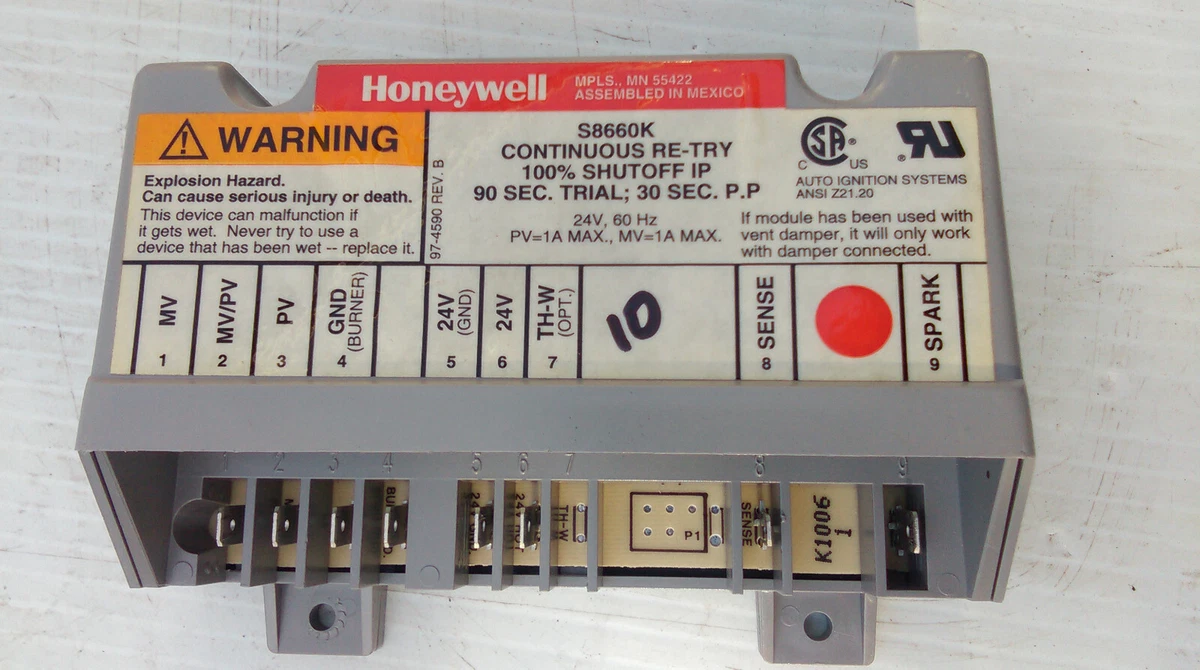 Honeywell
MPLS., MN 55422
ASSEMBLED IN MEXICO
WARNING
Explosion Hazard.
Can cause serious injury or death.
This device can malfunction if
it gets wet. Never try to use a
device that has been wet -- replace it.
97-4590 REV. B
S8660K
CONTINUOUS RE-TRY
100% SHUTOFF IP
90 SEC. TRIAL; 30 SEC. P.P
24V, 60 Hz
PV=1A MAX., MV=1A MAX.
SA
C US
RU
AUTO IGNITION SYSTEMS
ANSI Z21.20
If module has been used with
vent damper, it will only work
with damper connected.
MV
1
MV/PV
2
PV
3
GND
(BURNER)
4
24V
(GND)
5
24V
6
TH-W
(OPT.)
7
10
SENSE
8
SPARK
9
1 2 3 4 5 6 7 8 9
TH-W
P1
SENSE
K1006
1